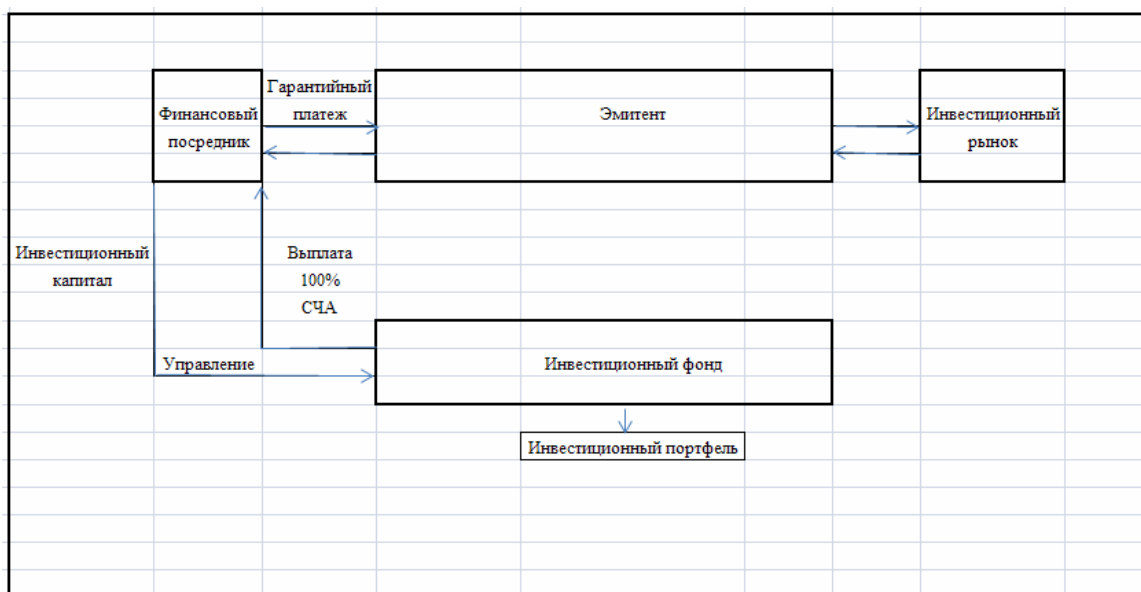 Гарантийный
платеж
Финансовый
посредник
Эмитент
Инвестиционный
рынок
Инвестиционный
капитал
Выплата
100%
СЧА
Управление
Инвестиционный фонд
Инвестиционный портфель